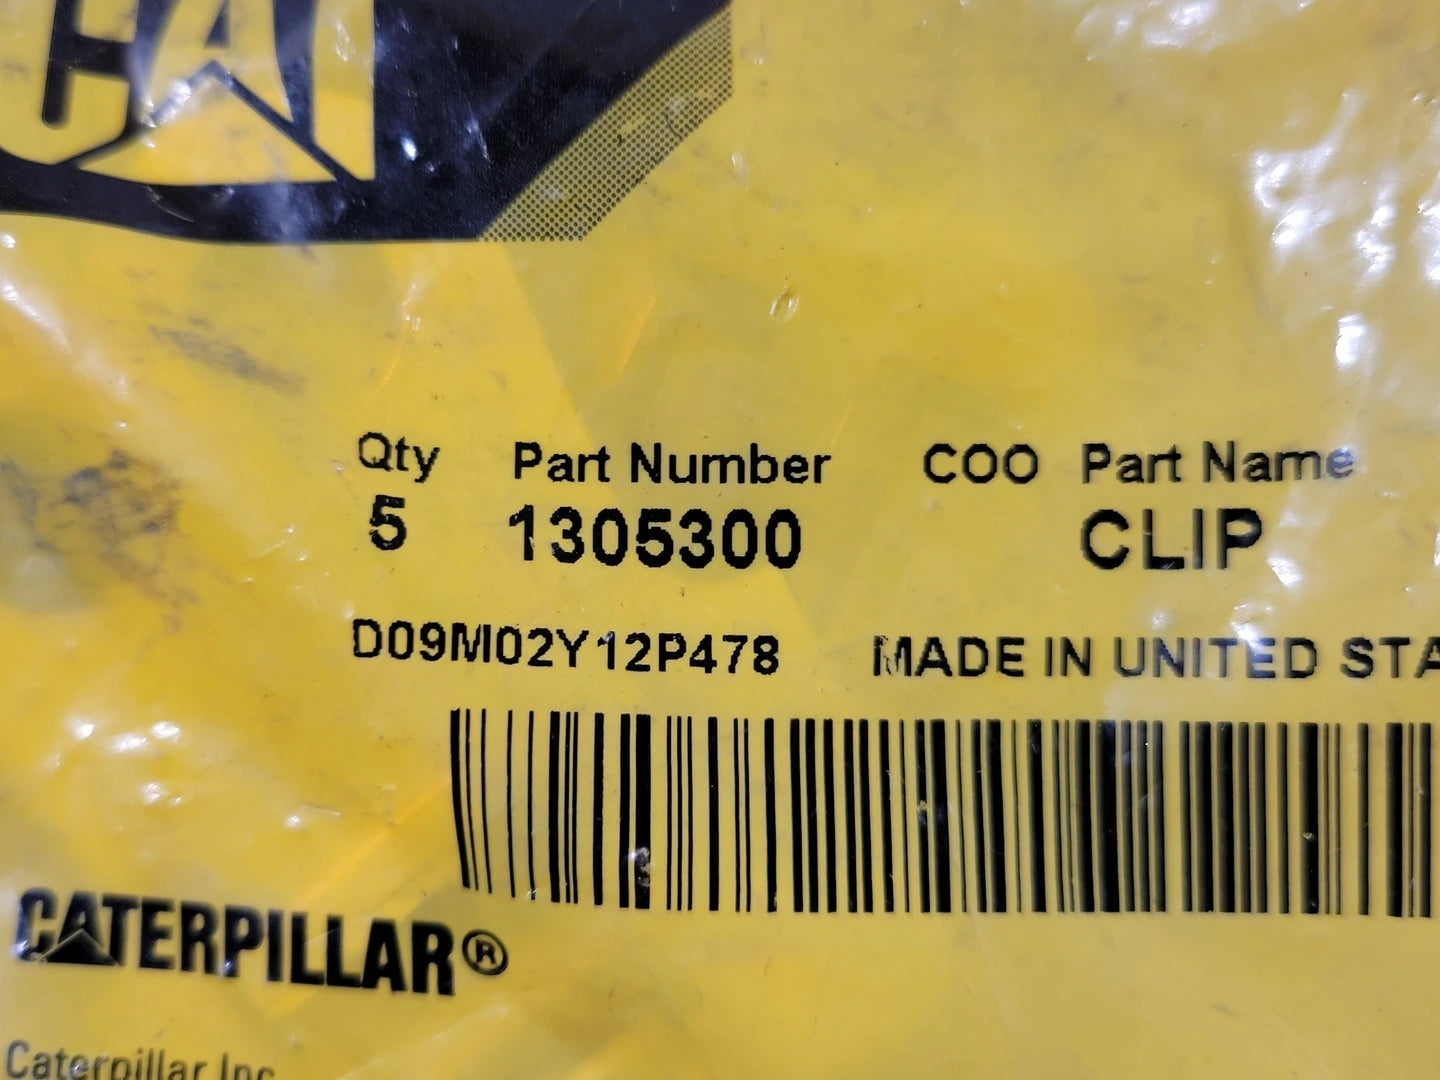 CAT
Qty Part Number COO Part Name
5 1305300 CLIP
D09M02Y12P478 MADE IN UNITED STA
CATERPILLAR®
Caterpillar Inc